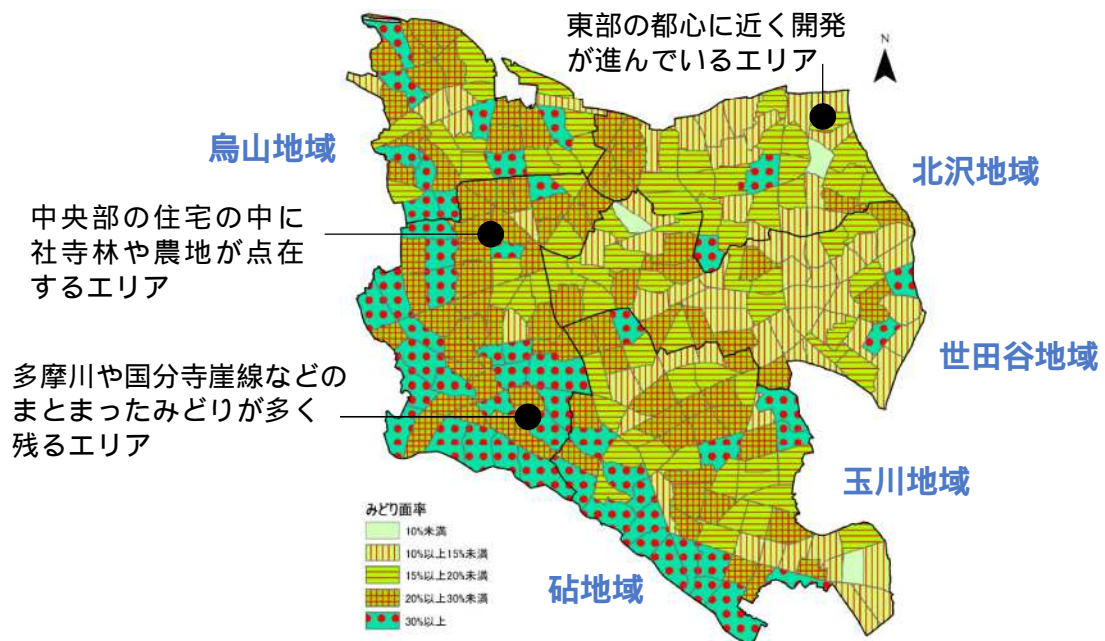 東部の都心に近く開発
が進んでいるエリア
N
烏山地域
北沢地域
中央部の住宅の中に
社寺林や農地が点在
するエリア
世田谷地域
多摩川や国分寺崖線などの
まとまったみどりが多く
残るエリア
玉川地域
砧地域
みどり面率
10%未満
10%以上15%未満
15%以上20%未満
20%以上30%未満
30%以上